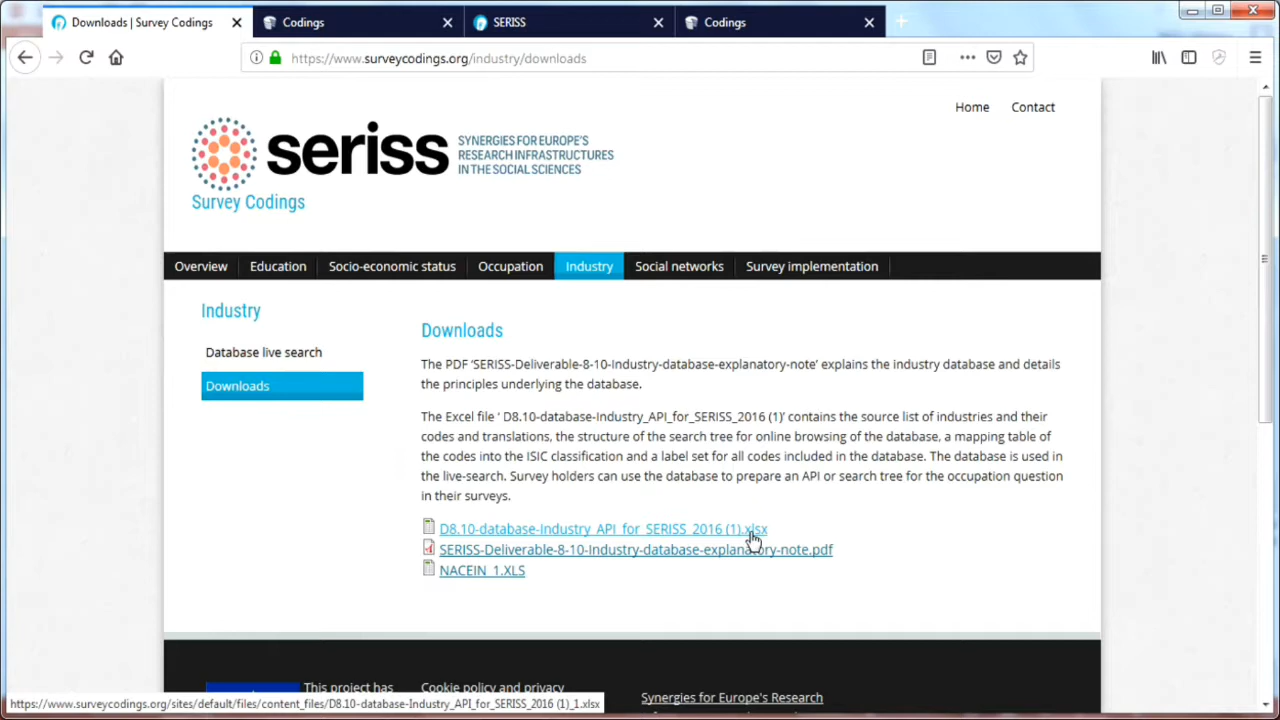 Downloads | Survey Codings
Codings
SERISS
Codings
https://www.surveycodings.org/industry/downloads
Home Contact
seriss
SYNERGIES FOR EUROPE'S
RESEARCH INFRASTRUCTURES
IN THE SOCIAL SCIENCES
Survey Codings
Overview Education Socio-economic status Occupation Industry Social networks Survey implementation
Industry
Database live search
Downloads
Downloads
The PDF 'SERISS-Deliverable-8-10-Industry-database-explanatory-note' explains the industry database and details
the principles underlying the database.
The Excel file ' D8.10-database-Industry_API_for_SERISS_2016 (1)' contains the source list of industries and their
codes and translations, the structure of the search tree for online browsing of the database, a mapping table of
the codes into the ISIC classification and a label set for all codes included in the database. The database is used in
the live-search. Survey holders can use the database to prepare an API or search tree for the occupation question
in their surveys.
D8.10-database-Industry_API_for_SERISS_2016 (1).xlsx
SERISS-Deliverable-8-10-Industry-database-explanatory-note.pdf
NACEIN_1.XLS
This project has
Cookie policy and privacy
Synergies for Europe's Research
https://www.surveycodings.org/sites/default/files/content_files/D8.10-database-Industry_API_for_SERISS_2016 (1)_1.xlsx